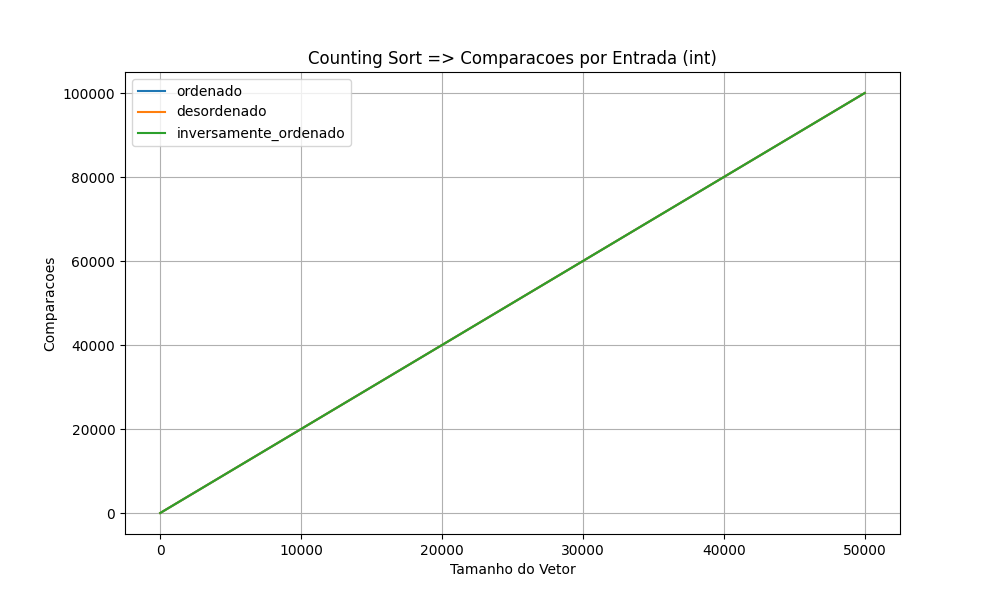 Counting Sort => Comparacoes por Entrada (int)
ordenado
desordenado
inversamente_ordenado
100000
80000
60000
40000
20000
0
Comparacoes
0 10000 20000 30000 40000 50000
Tamanho do Vetor